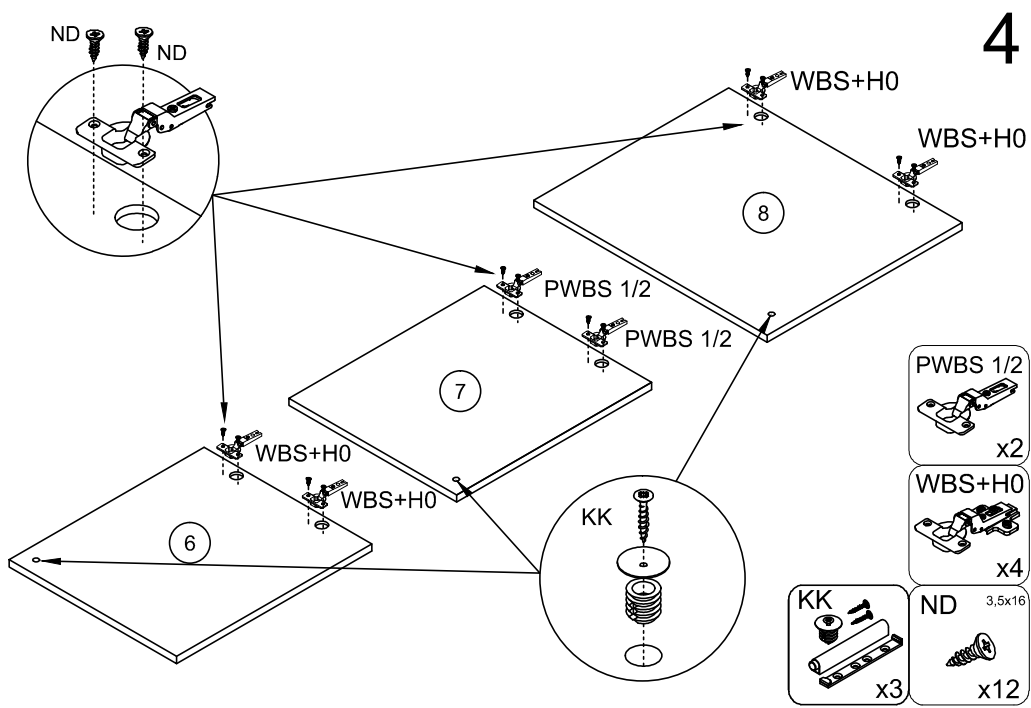 4
ND
ND
WBS+H0
WBS+H0
8
PWBS 1/2
PWBS 1/2
7
WBS+H0
WBS+H0
6
KK
PWBS 1/2
x2
WBS+H0
x4
KK
x3
ND 3,5x16
x12